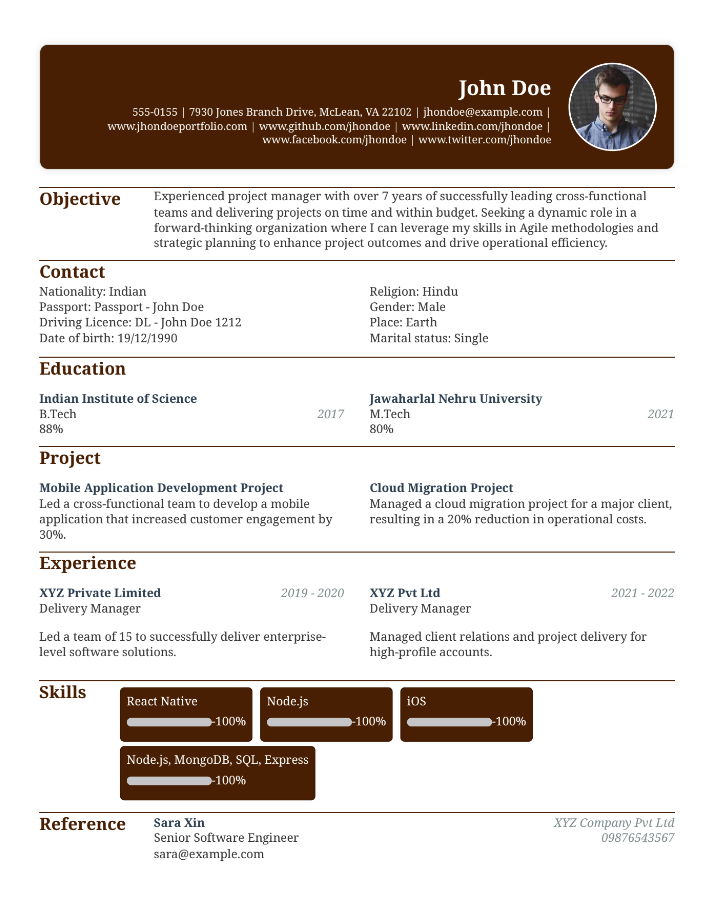 John Doe
555-0155 | 7930 Jones Branch Drive, McLean, VA 22102 | jhondoe@example.com |
www.jhondoeportfolio.com | www.github.com/jhondoe | www.linkedin.com/jhondoe |
www.facebook.com/jhondoe | www.twitter.com/jhondoe
Objective
Experienced project manager with over 7 years of successfully leading cross-functional
teams and delivering projects on time and within budget. Seeking a dynamic role in a
forward-thinking organization where I can leverage my skills in Agile methodologies and
strategic planning to enhance project outcomes and drive operational efficiency.
Contact
Nationality: Indian
Passport: Passport - John Doe
Driving Licence: DL - John Doe 1212
Date of birth: 19/12/1990
Religion: Hindu
Gender: Male
Place: Earth
Marital status: Single
Education
Indian Institute of Science
B.Tech 2017
88%
Jawaharlal Nehru University
M.Tech 2021
80%
Project
Mobile Application Development Project
Led a cross-functional team to develop a mobile
application that increased customer engagement by
30%.
Cloud Migration Project
Managed a cloud migration project for a major client,
resulting in a 20% reduction in operational costs.
Experience
XYZ Private Limited 2019 - 2020
Delivery Manager
Led a team of 15 to successfully deliver enterprise-
level software solutions.
XYZ Pvt Ltd 2021 - 2022
Delivery Manager
Managed client relations and project delivery for
high-profile accounts.
Skills
React Native
-100%
Node.js
-100%
iOS
-100%
Node.js, MongoDB, SQL, Express
-100%
Reference
Sara Xin
Senior Software Engineer
sara@example.com
XYZ Company Pvt Ltd
09876543567